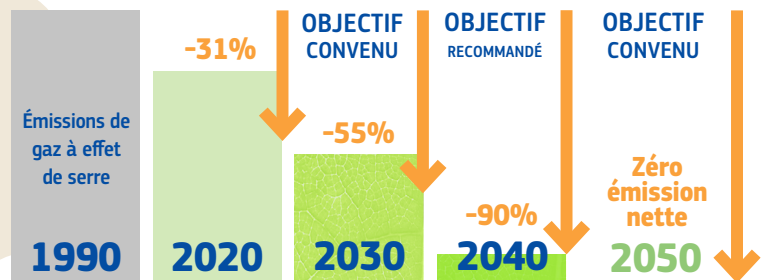 Émissions de
gaz à effet
de serre
1990
-31%
2020
OBJECTIF
CONVENU
-55%
2030
OBJECTIF
RECOMMANDÉ
-90%
2040
OBJECTIF
CONVENU
Zéro
émission
nette
2050